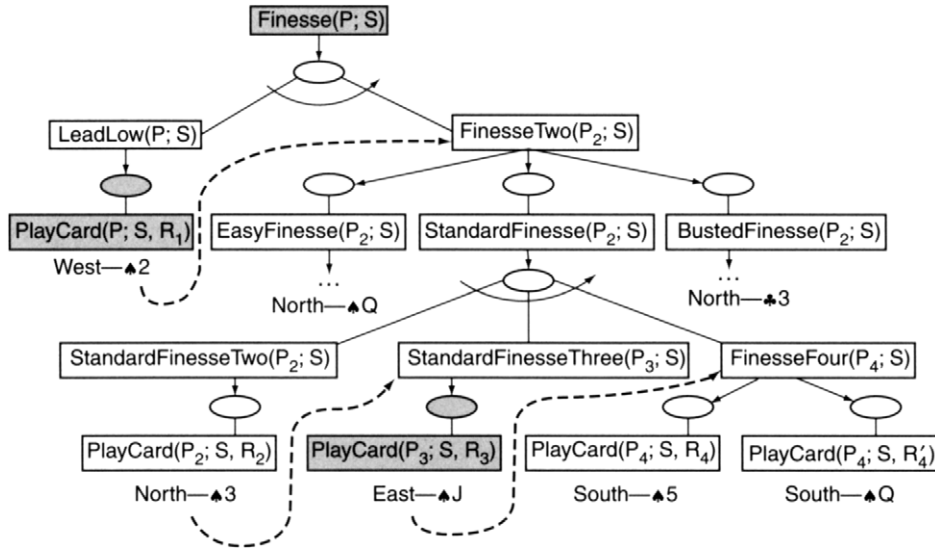 Finesse(P; S)
LeadLow(P; S)
FinesseTwo(P₂; S)
PlayCard(P; S, R₁)
EasyFinesse(P₂; S)
StandardFinesse(P₂; S)
BustedFinesse(P₂; S)
West—♠2
...
...
North—♠Q
North—♣3
StandardFinesseTwo(P₂; S)
StandardFinesseThree(P₃; S)
FinesseFour(P₄; S)
PlayCard(P₂; S, R₂)
PlayCard(P₃; S, R₃)
PlayCard(P₄; S, R₄)
PlayCard(P₄; S, R₄′)
North—♠3
East—♠J
South—♠5
South—♠Q